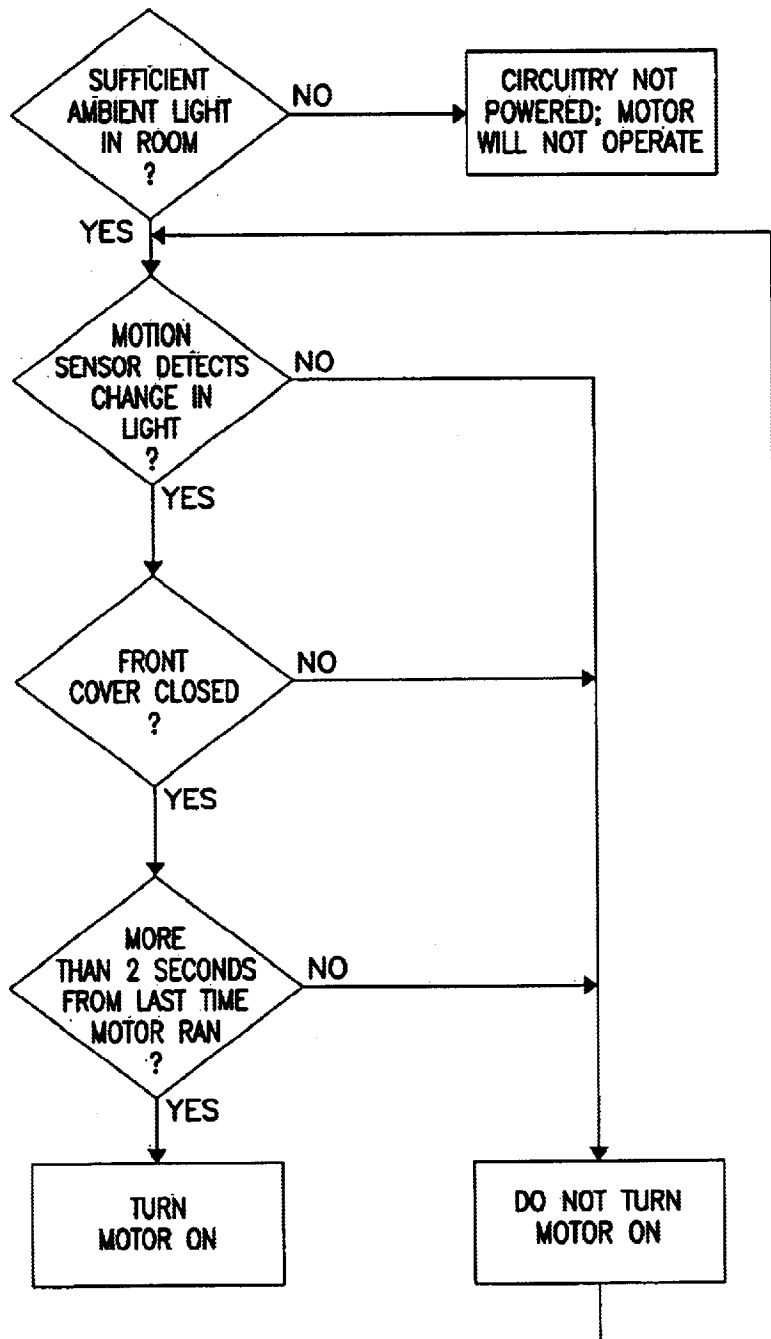 SUFFICIENT
AMBIENT LIGHT
IN ROOM
?
NO
CIRCUITRY NOT
POWERED; MOTOR
WILL NOT OPERATE
YES
MOTION
SENSOR DETECTS
CHANGE IN
LIGHT
?
NO
YES
FRONT
COVER CLOSED
?
NO
YES
MORE
THAN 2 SECONDS
FROM LAST TIME
MOTOR RAN
?
NO
YES
TURN
MOTOR ON
DO NOT TURN
MOTOR ON